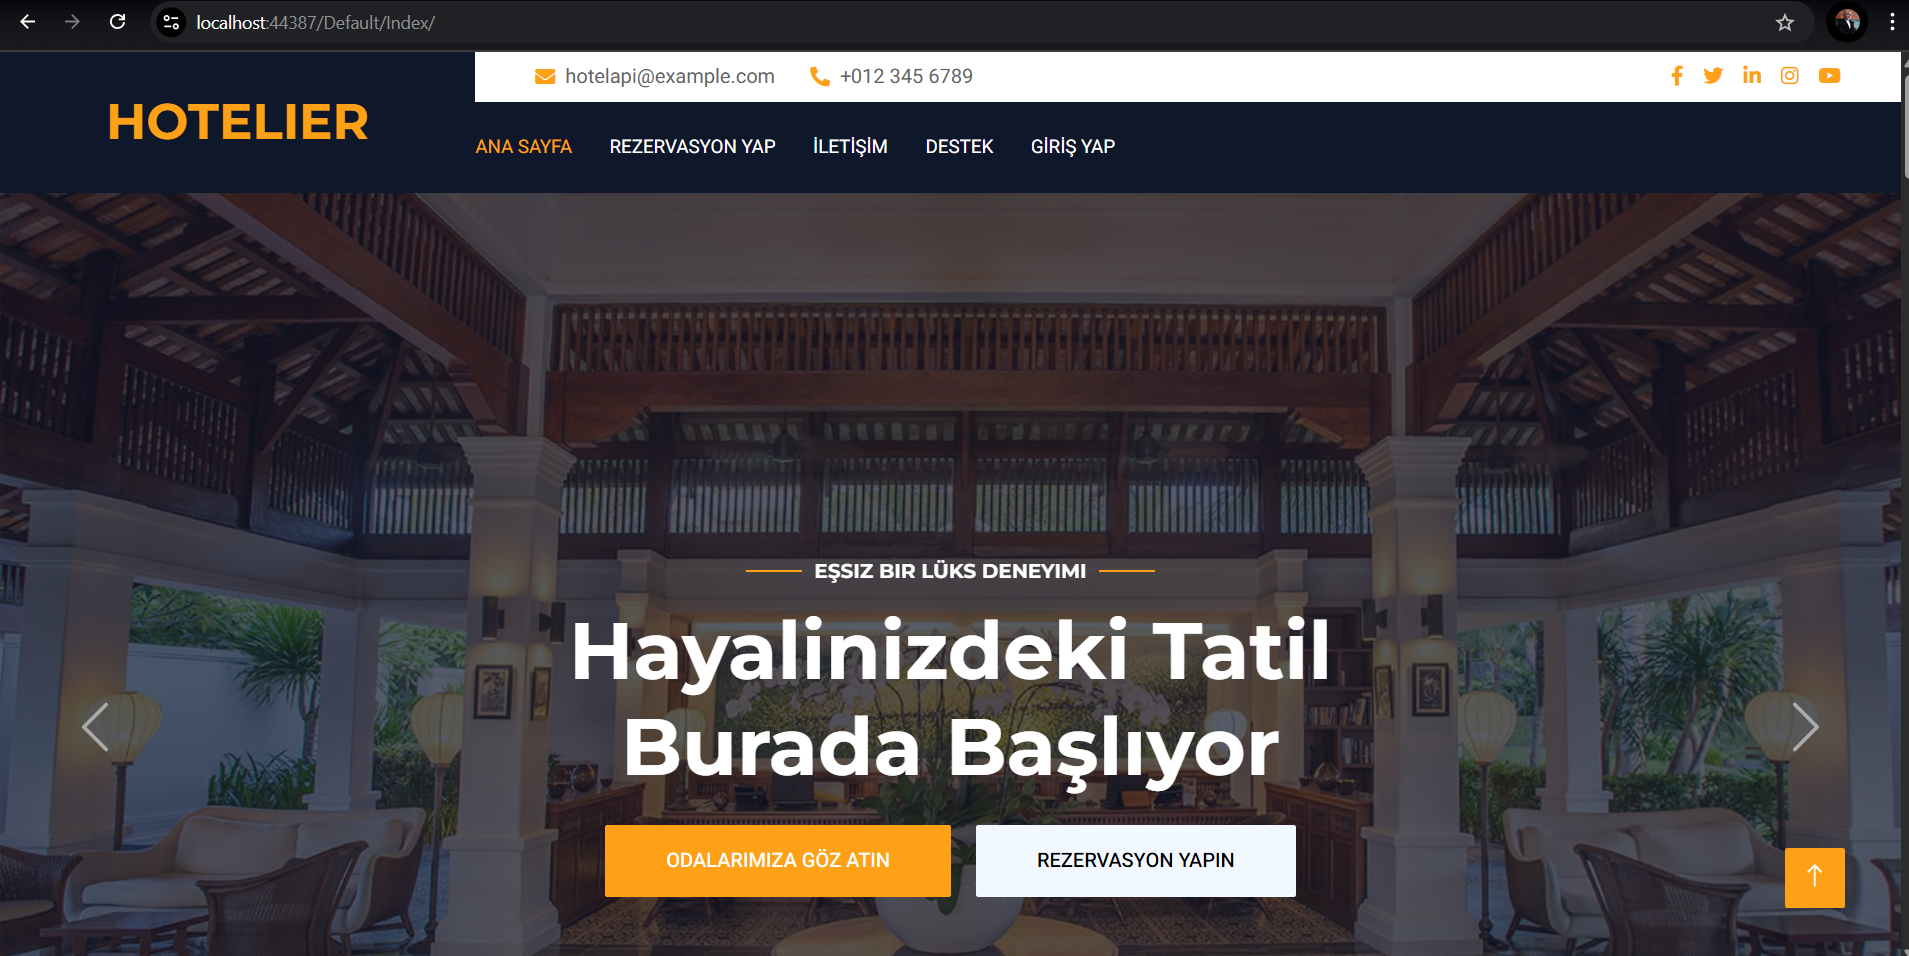 localhost:44387/Default/Index/
hotelapi@example.com +012 345 6789
HOTELIER
ANA SAYFA REZERVASYON YAP İLETİŞİM DESTEK GİRİŞ YAP
EŞSIZ BIR LÜKS DENEYIMI
Hayalinizdeki Tatil
Burada Başlıyor
ODALARIMIZA GÖZ ATIN REZERVASYON YAPIN